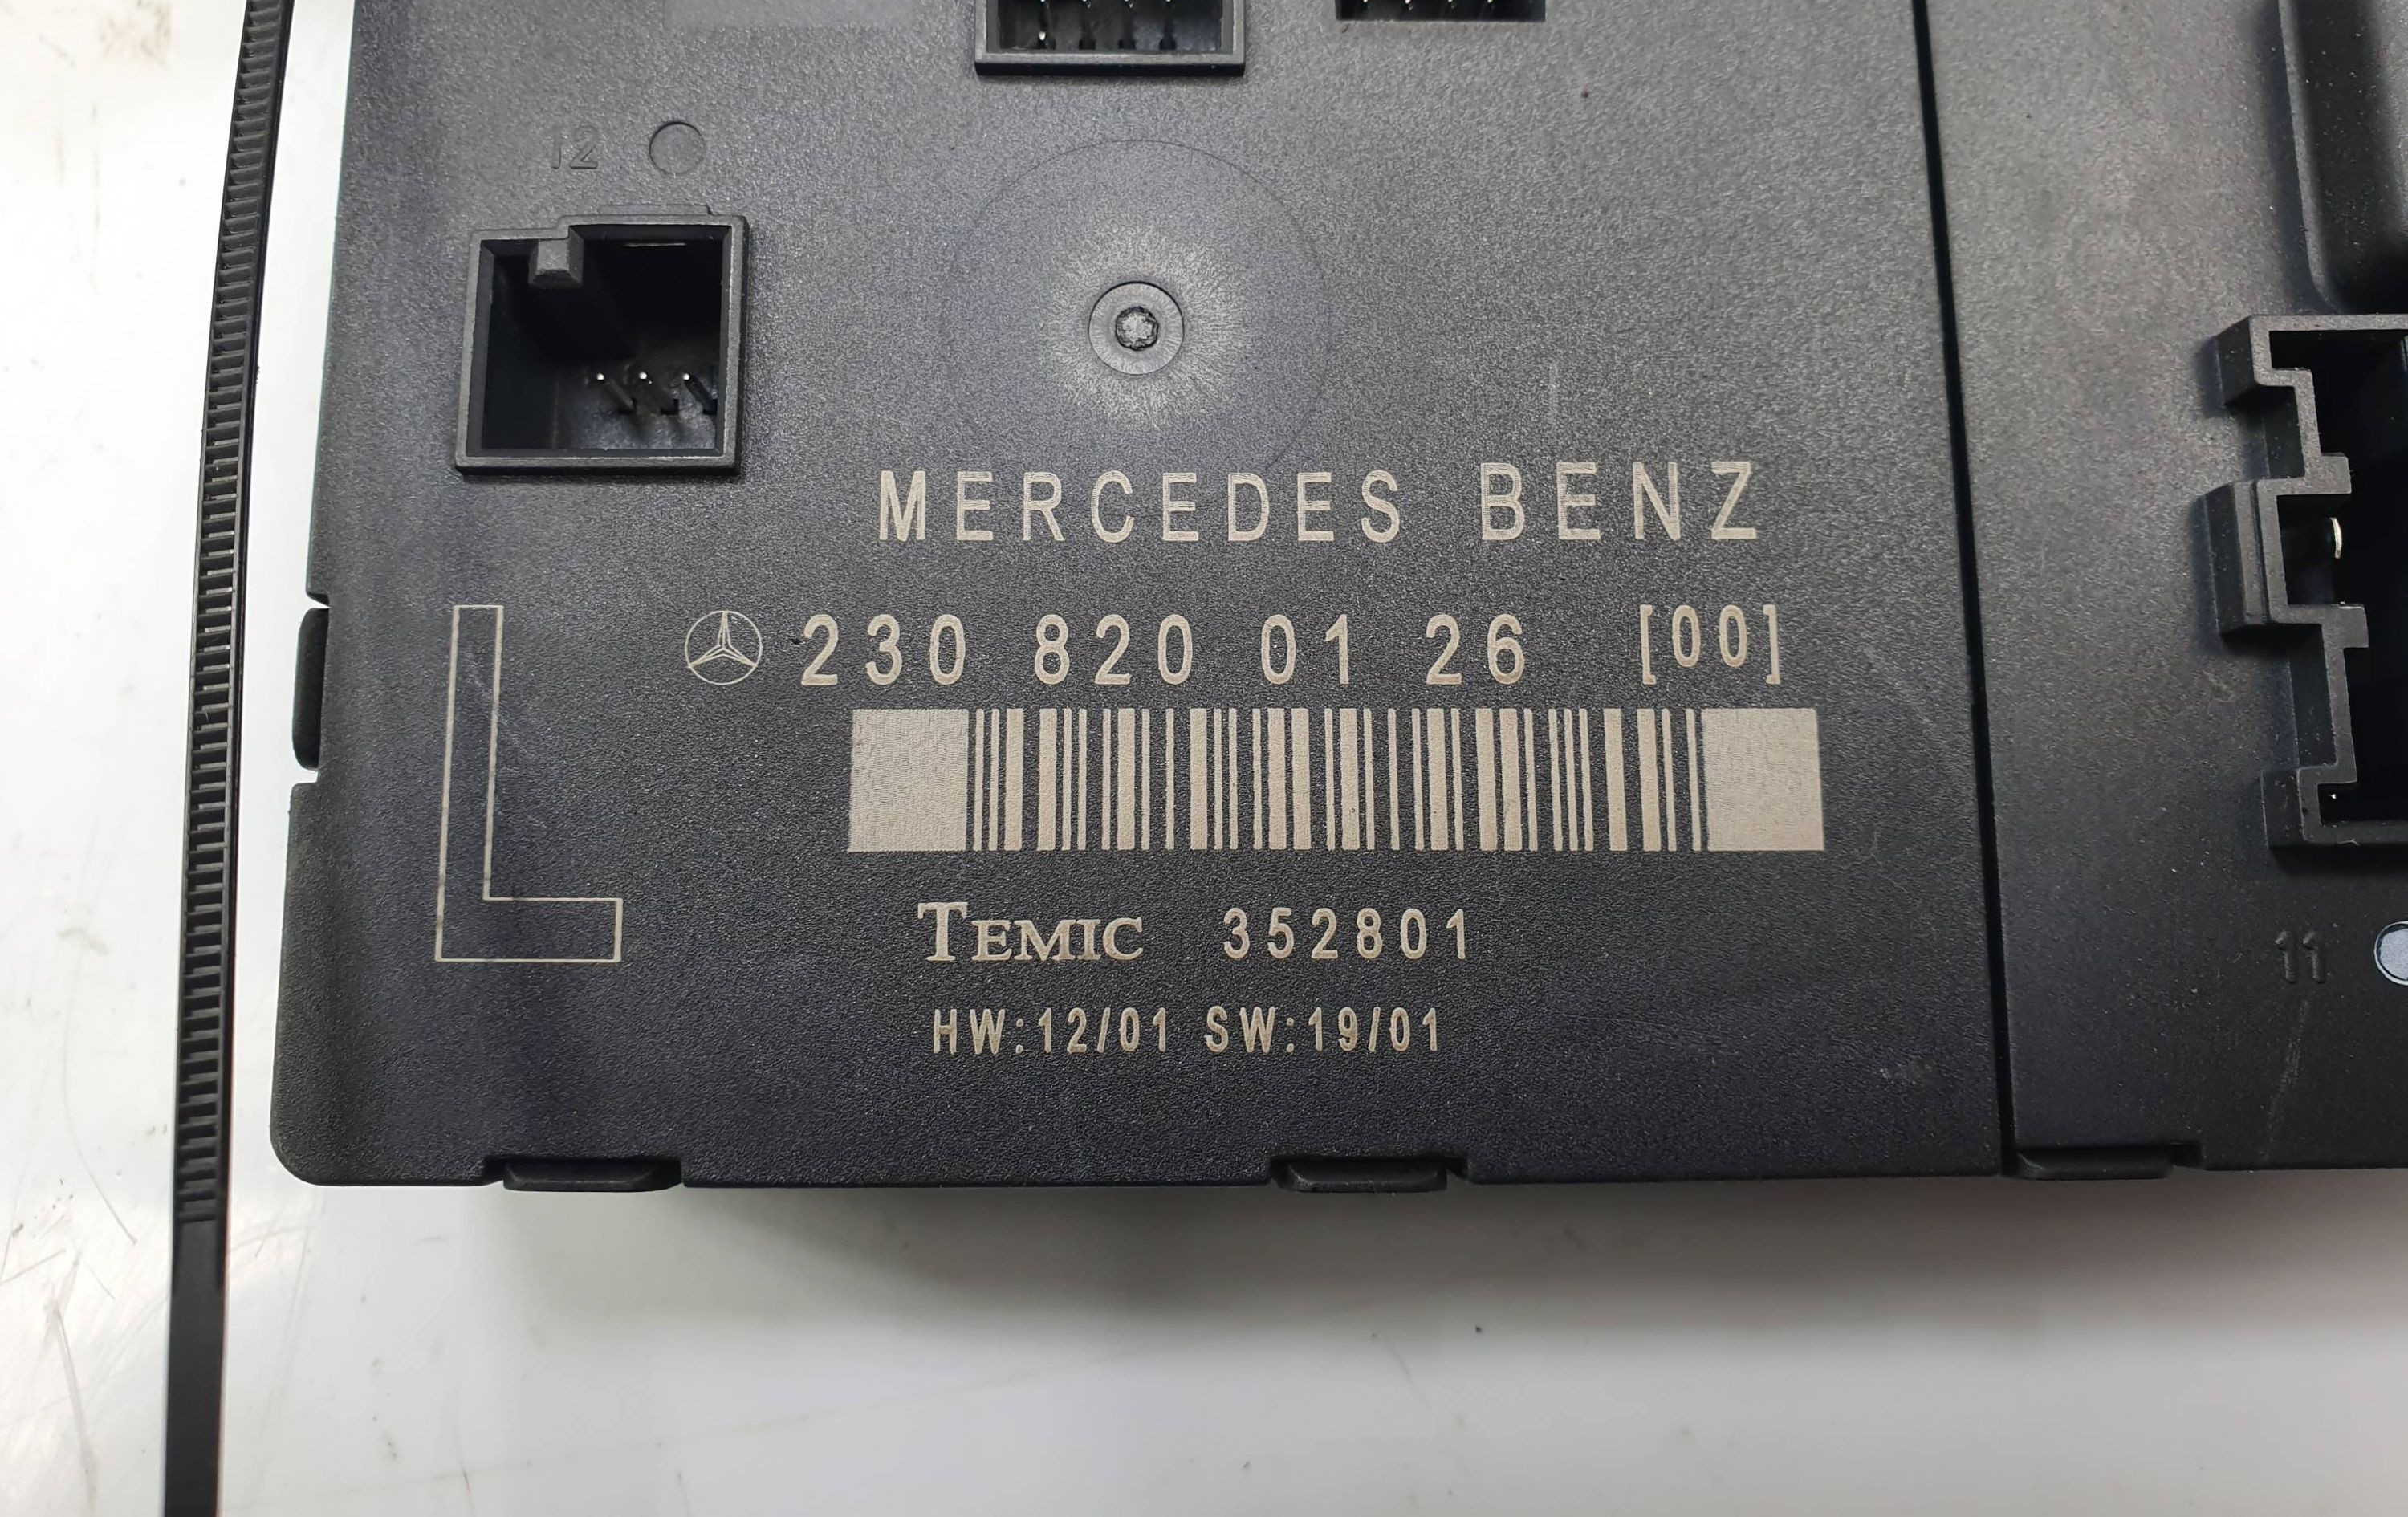 12
MERCEDES BENZ
230 820 01 26 [00]
L
TEMIC 352801
11
HW:12/01 SW:19/01